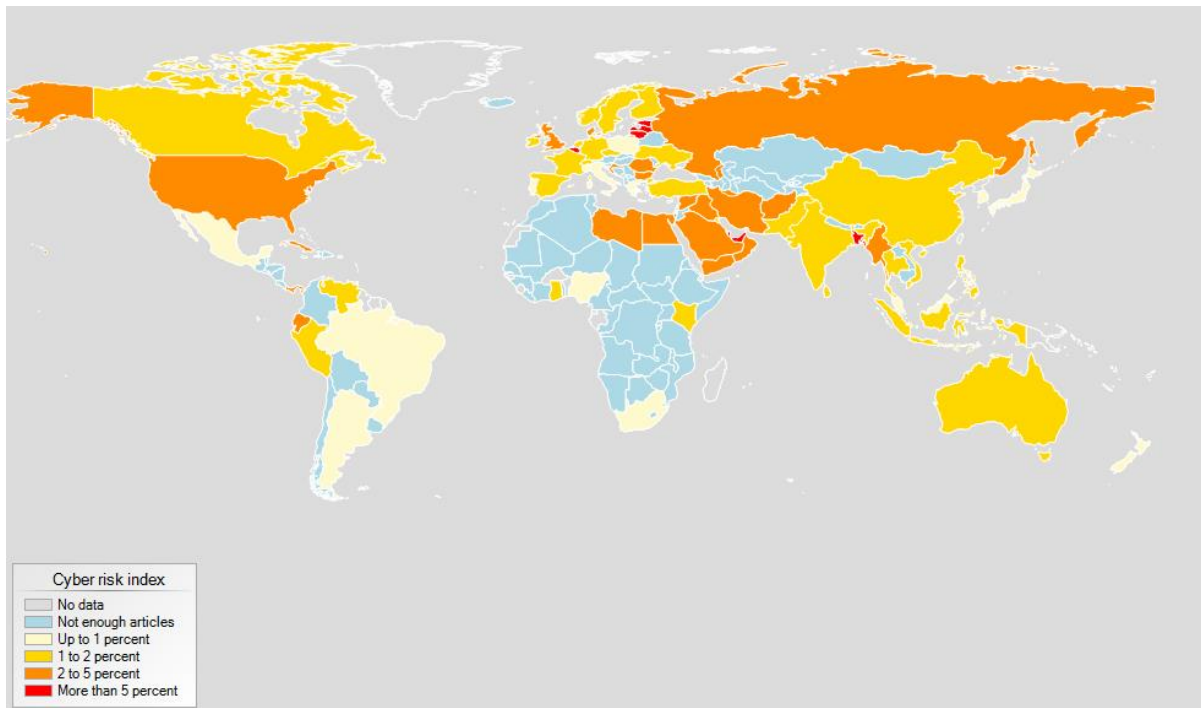 Cyber risk index
No data
Not enough articles
Up to 1 percent
1 to 2 percent
2 to 5 percent
More than 5 percent